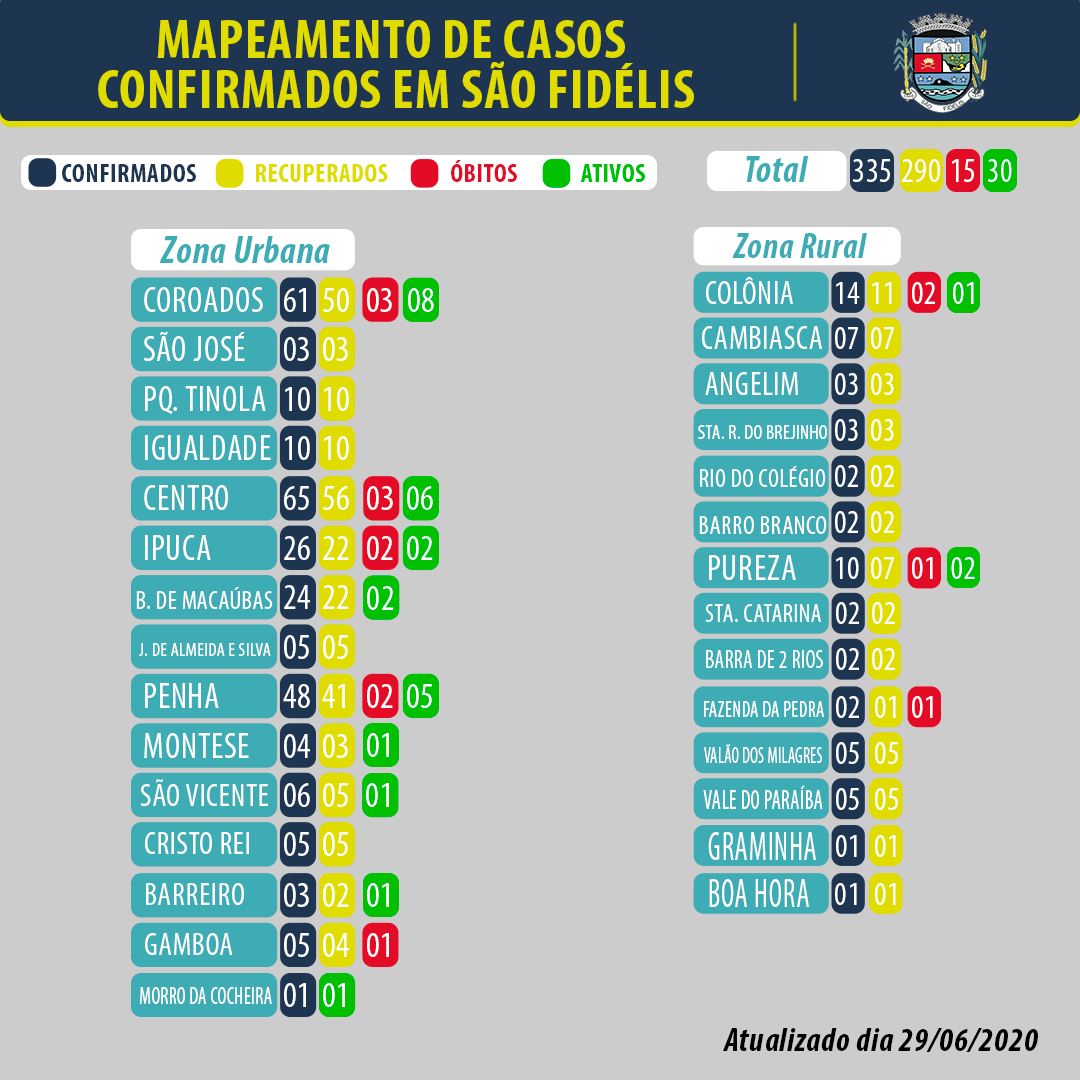 MAPEAMENTO DE CASOS
CONFIRMADOS EM SÃO FIDÉLIS
SÃO FIDÉLIS
CONFIRMADOS RECUPERADOS ÓBITOS ATIVOS
Total 335 290 15 30
Zona Urbana
COROADOS 61 50 03 08
SÃO JOSÉ 03 03
PQ. TINOLA 10 10
IGUALDADE 10 10
CENTRO 65 56 03 06
IPUCA 26 22 02 02
B. DE MACAÚBAS 24 22 02
J. DE ALMEIDA E SILVA 05 05
PENHA 48 41 02 05
MONTESE 04 03 01
SÃO VICENTE 06 05 01
CRISTO REI 05 05
BARREIRO 03 02 01
GAMBOA 05 04 01
MORRO DA COCHEIRA 01 01
Zona Rural
COLÔNIA 14 11 02 01
CAMBIASCA 07 07
ANGELIM 03 03
STA. R. DO BREJINHO 03 03
RIO DO COLÉGIO 02 02
BARRO BRANCO 02 02
PUREZA 10 07 01 02
STA. CATARINA 02 02
BARRA DE 2 RIOS 02 02
FAZENDA DA PEDRA 02 01 01
VALÃO DOS MILAGRES 05 05
VALE DO PARAÍBA 05 05
GRAMINHA 01 01
BOA HORA 01 01
Atualizado dia 29/06/2020